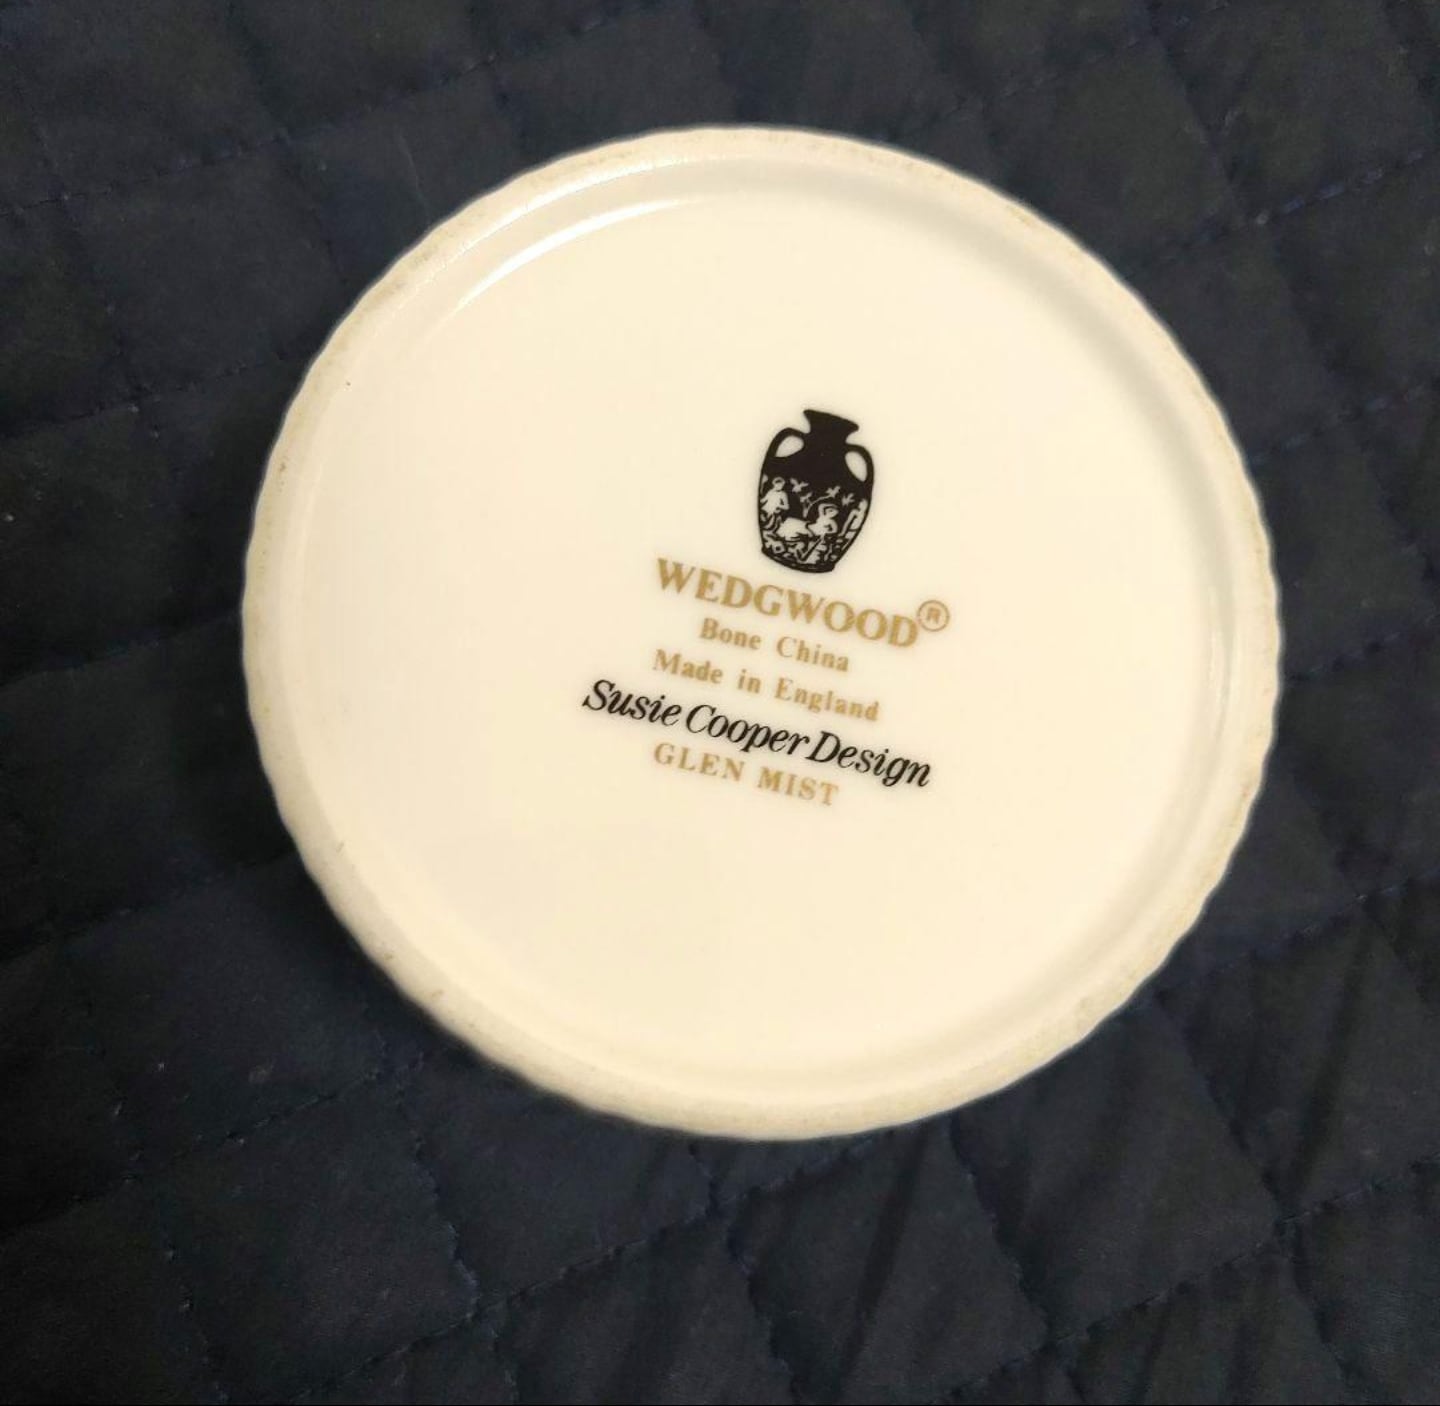 WEDGWOOD®
Bone China
Made in England
Susie Cooper Design
GLEN MIST